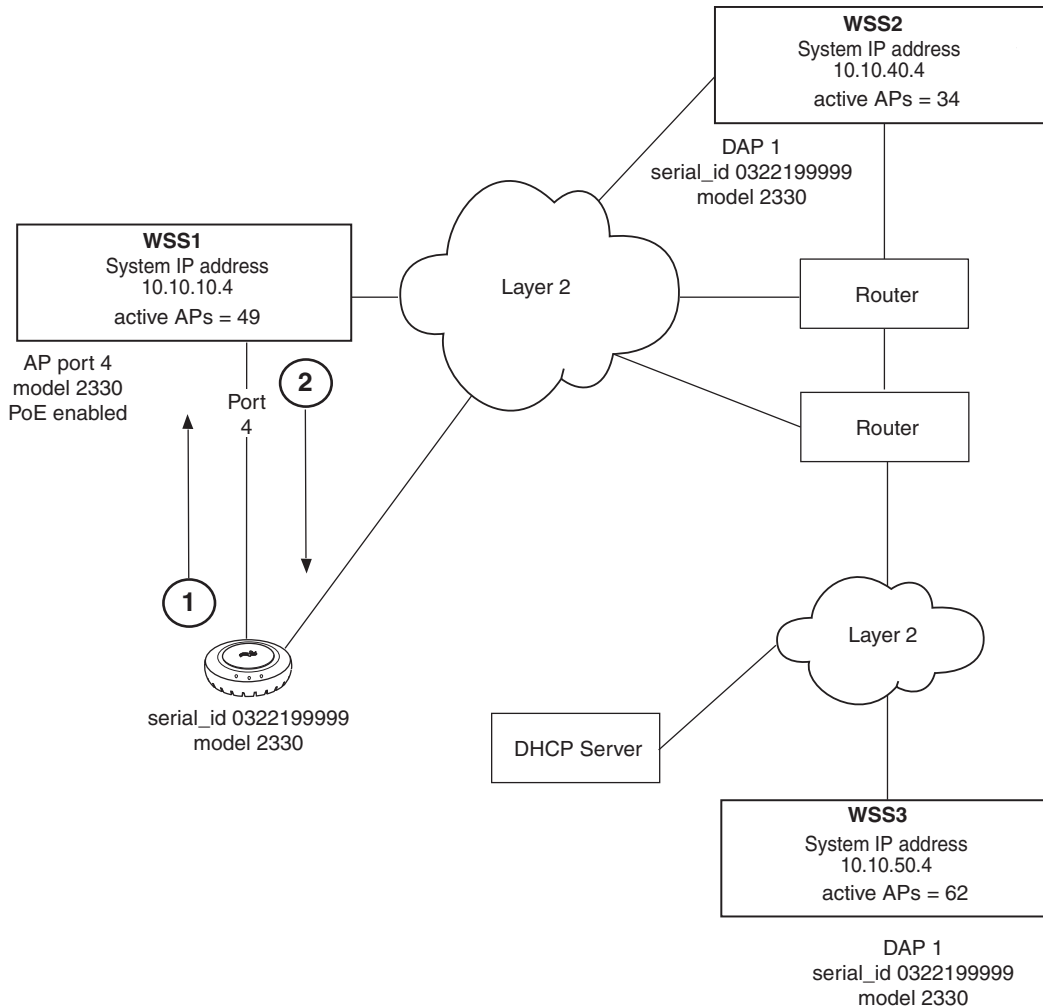 WSS2
System IP address
10.10.40.4
active APs = 34
DAP 1
serial_id 0322199999
model 2330
WSS1
System IP address
10.10.10.4
active APs = 49
Layer 2
Router
AP port 4
model 2330
PoE enabled
2
Port
4
Router
1
Layer 2
serial_id 0322199999
model 2330
DHCP Server
WSS3
System IP address
10.10.50.4
active APs = 62
DAP 1
serial_id 0322199999
model 2330